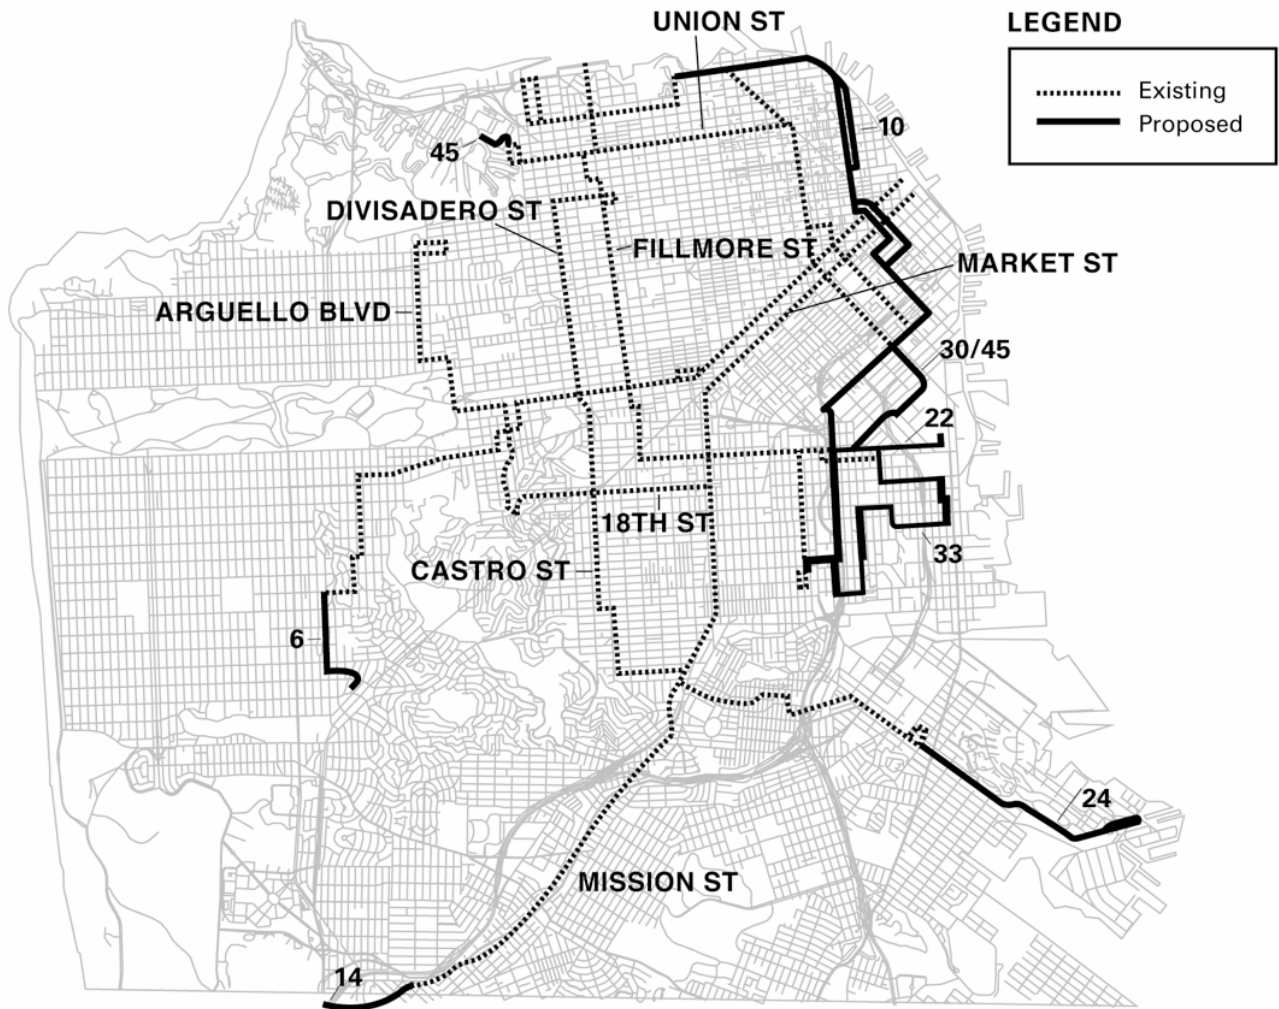 UNION ST
LEGEND
Existing
Proposed
10
45
DIVISADERO ST
FILLMORE ST
MARKET ST
ARGUELLO BLVD
30/45
22
18TH ST
33
CASTRO ST
6
24
MISSION ST
14